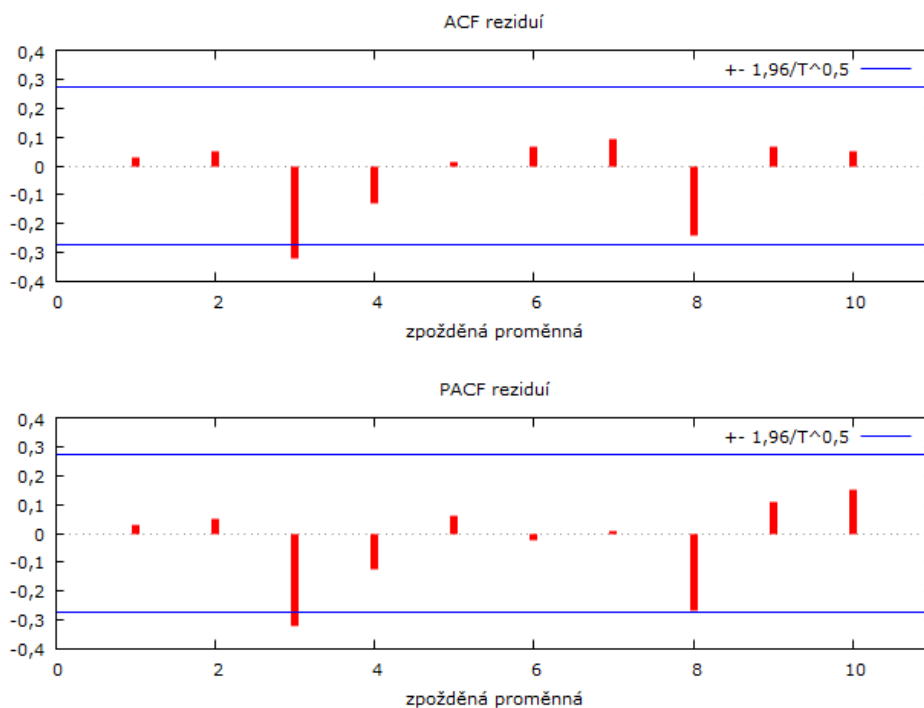 ACF reziduí
0,4
0,3
0,2
0,1
0
-0,1
-0,2
-0,3
-0,4
+- 1,96/T^0,5
0 2 4 6 8 10
zpožděná proměnná
PACF reziduí
0,4
0,3
0,2
0,1
0
-0,1
-0,2
-0,3
-0,4
+- 1,96/T^0,5
0 2 4 6 8 10
zpožděná proměnná